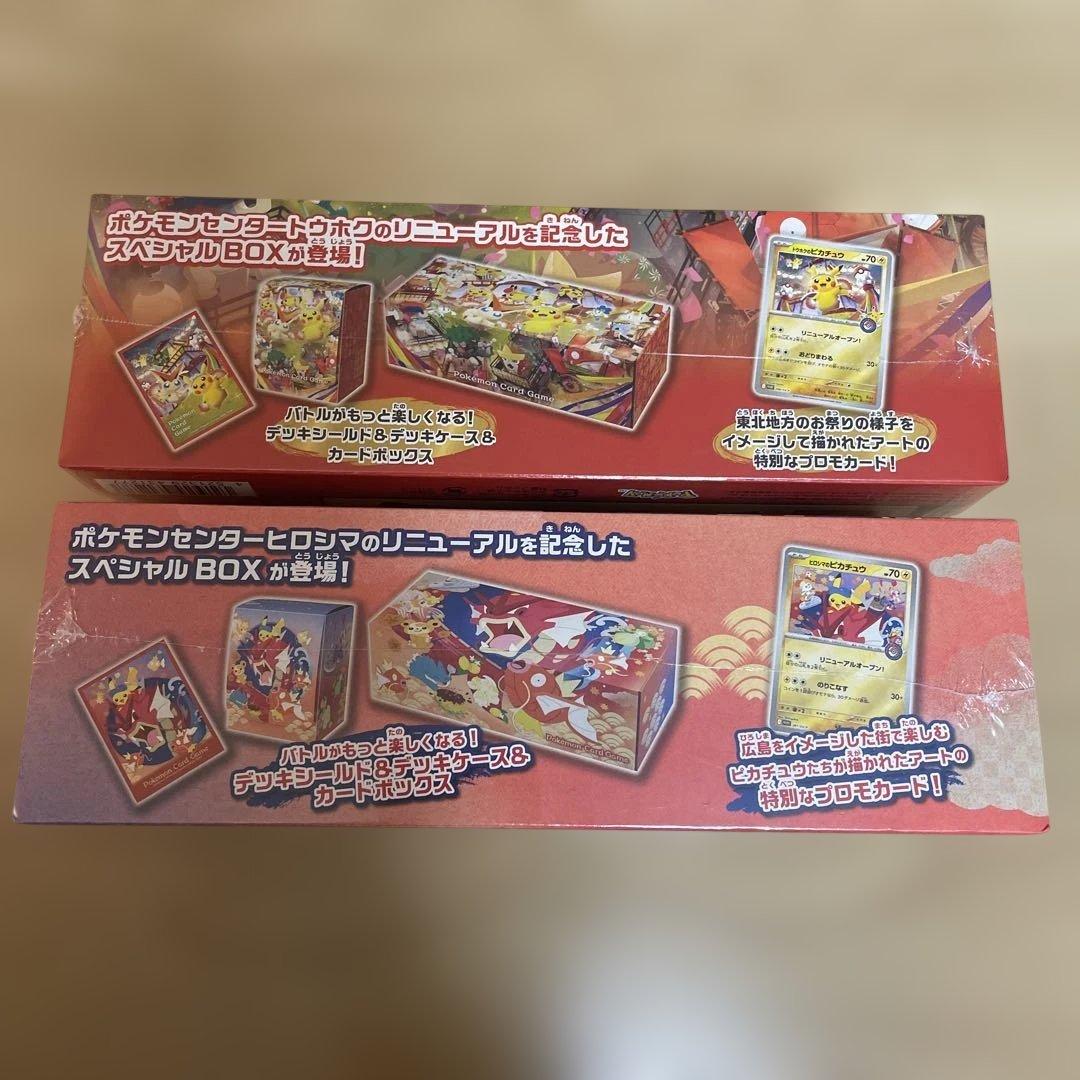 ポケモンセンタートウホクのリニューアルを記念した
スペシャルBOXが登場！
Pokémon Card Game
Pokémon Card Game
Pokémon Card Game
バトルがもっと楽しくなる！
デッキシールド&デッキケース&
カードボックス
トウホクのピカチュウ
HP70
リニューアルオープン！
おどりまわる
30
東北地方のお祭りの様子を
イメージして描かれたアートの
特別なプロモカード！
ポケモンセンターヒロシマのリニューアルを記念した
スペシャルBOXが登場！
Pokémon Card Game
Pokémon Card Game
バトルがもっと楽しくなる！
デッキシールド&デッキケース&
カードボックス
ヒロシマのピカチュウ
HP70
リニューアルオープン！
のりこなす
30+
広島をイメージした街で楽しむ
ピカチュウたちが描かれたアートの
特別なプロモカード！